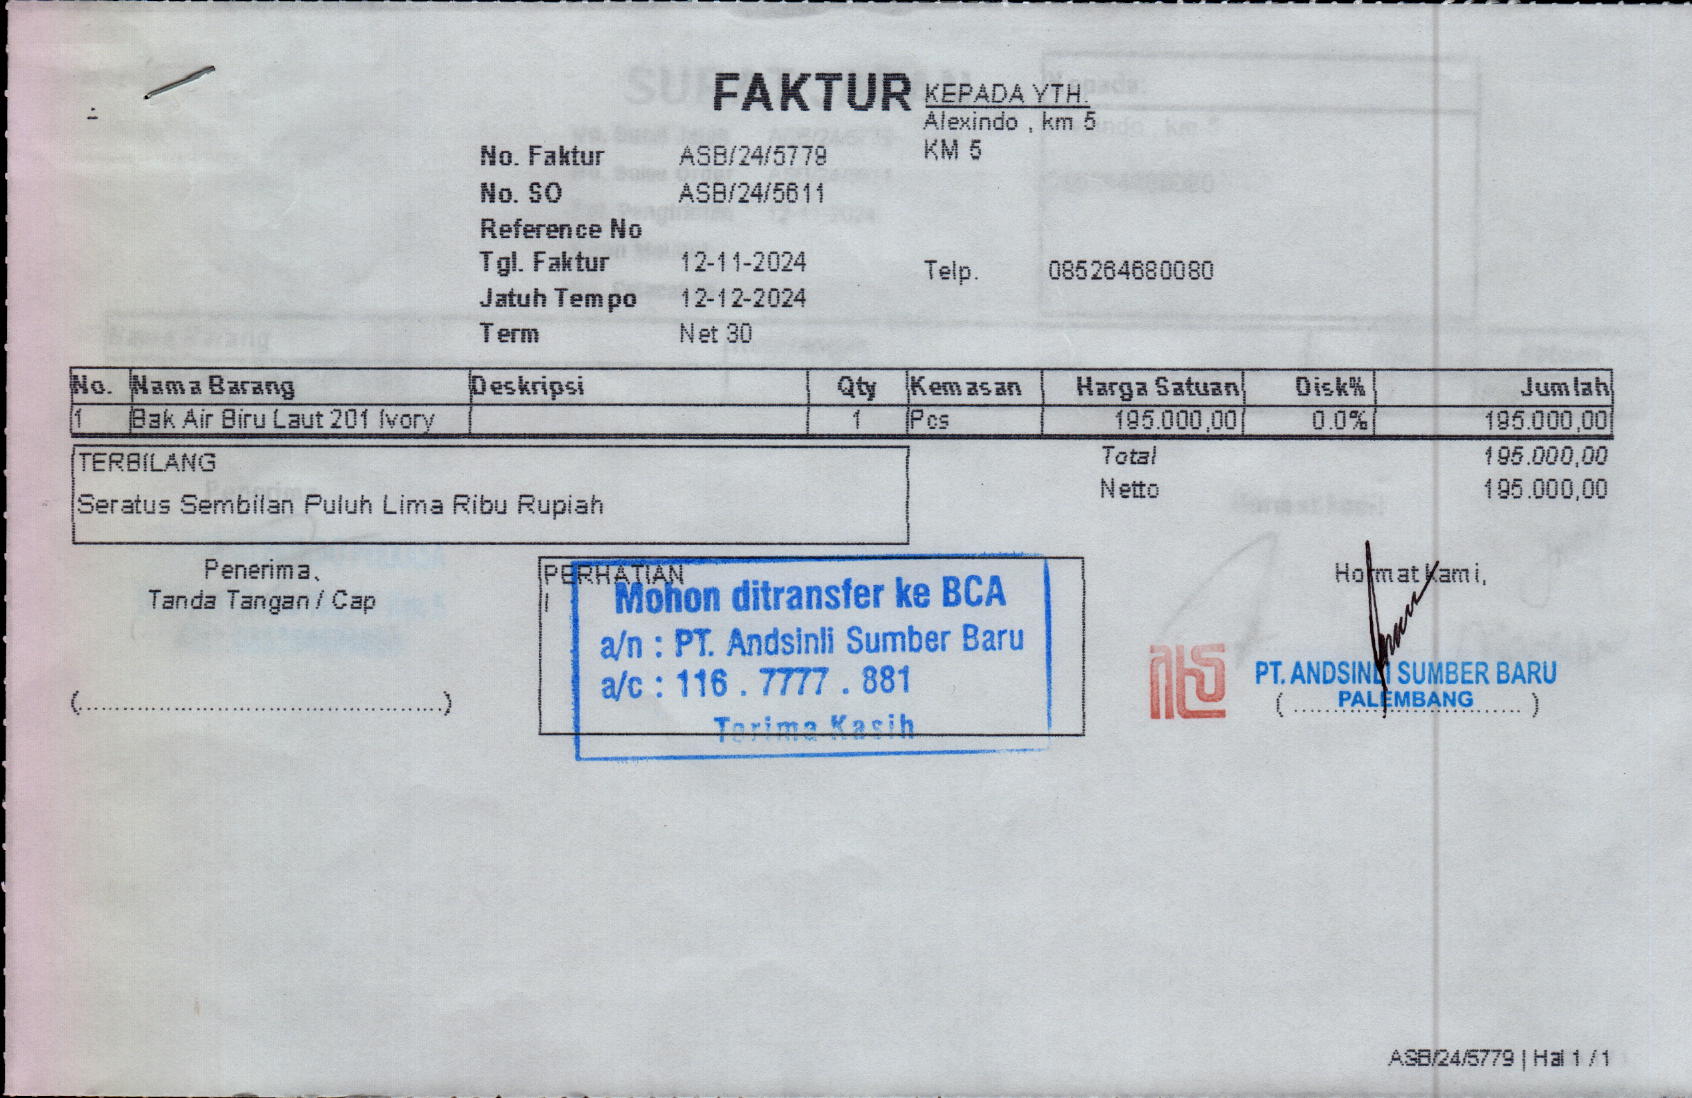 FAKTUR
KEPADA YTH.
Alexindo , km 5
KM 5
No. Faktur ASB/24/5779
No. SO ASB/24/5611
Reference No
Tgl. Faktur 12-11-2024
Telp. 085264680080
Jatuh Tempo 12-12-2024
Term Net 30
No. Nama Barang Deskripsi Qty Kemasan Harga Satuan Disk% Jumlah
1 Bak Air Biru Laut 201 Ivory 1 Pcs 195.000,00 0.0% 195.000,00
TERBILANG
Seratus Sembilan Puluh Lima Ribu Rupiah
Total 195.000,00
Netto 195.000,00
Penerima,
Tanda Tangan / Cap
(............................................)
PERHATIAN
Mohon ditransfer ke BCA
a/n : PT. Andsinli Sumber Baru
a/c : 116 . 7777 . 881
Terima Kasih
Hormat Kami,
PT. ANDSINLI SUMBER BARU
PALEMBANG
( ................................ )
ASB/24/5779 | Hal 1 / 1